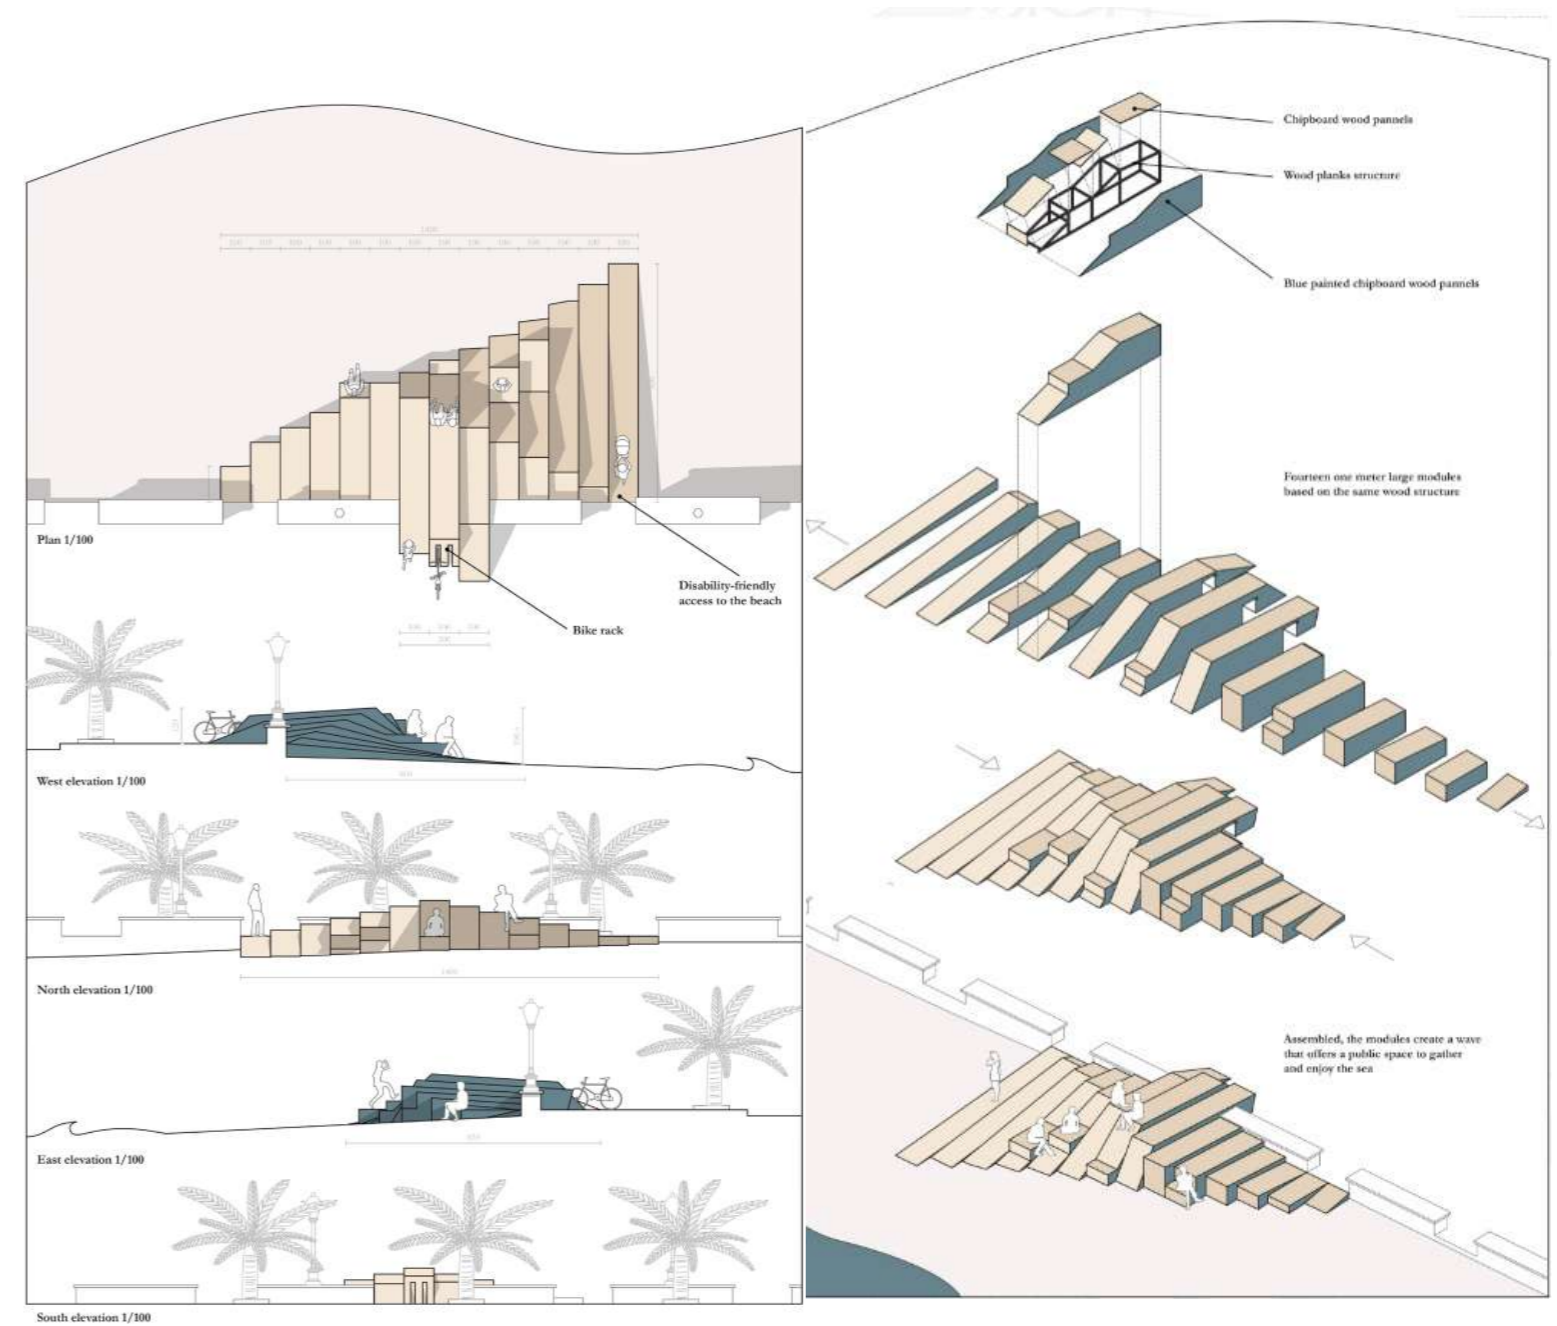 Plan 1/100
Disability-friendly
access to the beach
Bike rack
West elevation 1/100
North elevation 1/100
East elevation 1/100
South elevation 1/100
Chipboard wood pannels
Wood planks structure
Blue painted chipboard wood pannels
Fourteen one meter large modules
based on the same wood structure
Assembled, the modules create a wave
that offers a public space to gather
and enjoy the sea